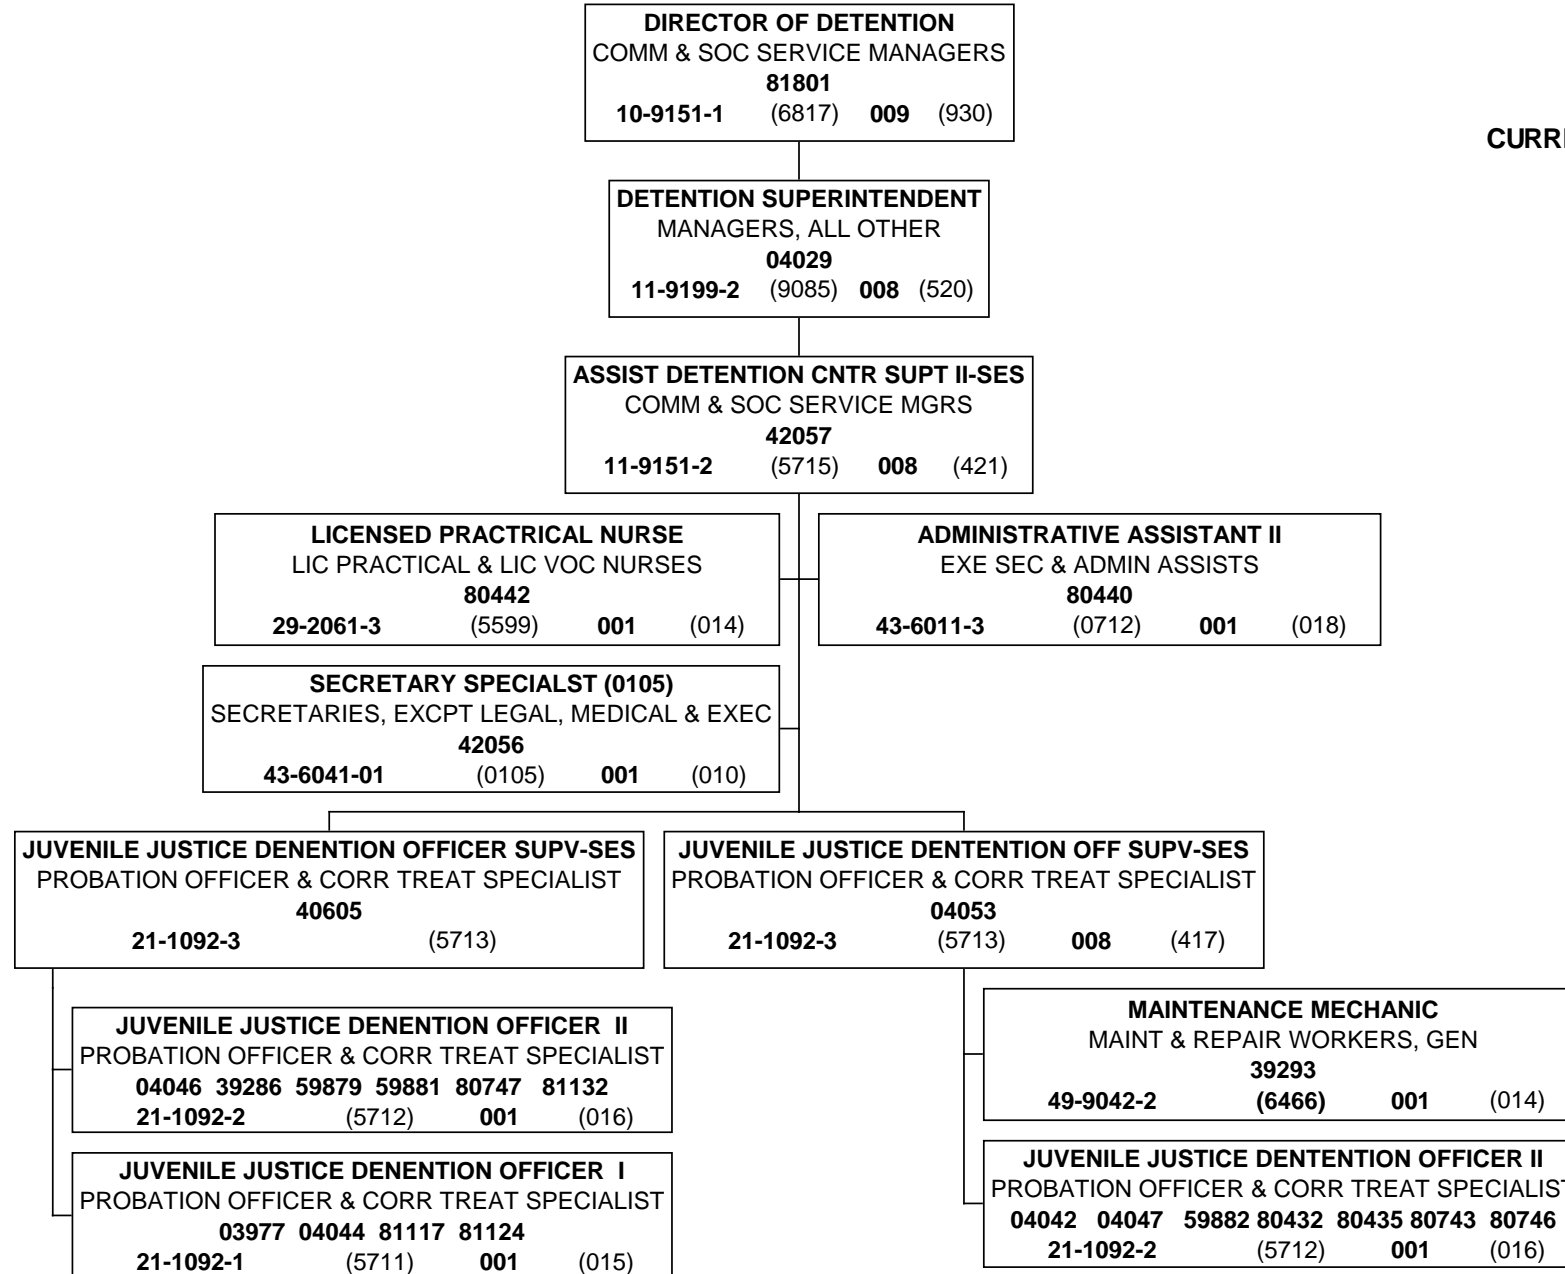 DIRECTOR OF DETENTION
COMM & SOC SERVICE MANAGERS
81801
10-9151-1 (6817) 009 (930)
CURR
DETENTION SUPERINTENDENT
MANAGERS, ALL OTHER
04029
11-9199-2 (9085) 008 (520)
ASSIST DETENTION CNTR SUPT II-SES
COMM & SOC SERVICE MGRS
42057
11-9151-2 (5715) 008 (421)
LICENSED PRACTRICAL NURSE
LIC PRACTICAL & LIC VOC NURSES
80442
29-2061-3 (5599) 001 (014)
ADMINISTRATIVE ASSISTANT II
EXE SEC & ADMIN ASSISTS
80440
43-6011-3 (0712) 001 (018)
SECRETARY SPECIALST (0105)
SECRETARIES, EXCPT LEGAL, MEDICAL & EXEC
42056
43-6041-01 (0105) 001 (010)
JUVENILE JUSTICE DENENTION OFFICER SUPV-SES
PROBATION OFFICER & CORR TREAT SPECIALIST
40605
21-1092-3 (5713)
JUVENILE JUSTICE DENTENTION OFF SUPV-SES
PROBATION OFFICER & CORR TREAT SPECIALIST
04053
21-1092-3 (5713) 008 (417)
JUVENILE JUSTICE DENENTION OFFICER II
PROBATION OFFICER & CORR TREAT SPECIALIST
04046 39286 59879 59881 80747 81132
21-1092-2 (5712) 001 (016)
JUVENILE JUSTICE DENENTION OFFICER I
PROBATION OFFICER & CORR TREAT SPECIALIST
03977 04044 81117 81124
21-1092-1 (5711) 001 (015)
MAINTENANCE MECHANIC
MAINT & REPAIR WORKERS, GEN
39293
49-9042-2 (6466) 001 (014)
JUVENILE JUSTICE DENTENTION OFFICER II
PROBATION OFFICER & CORR TREAT SPECIALIST
04042 04047 59882 80432 80435 80743 80746
21-1092-2 (5712) 001 (016)